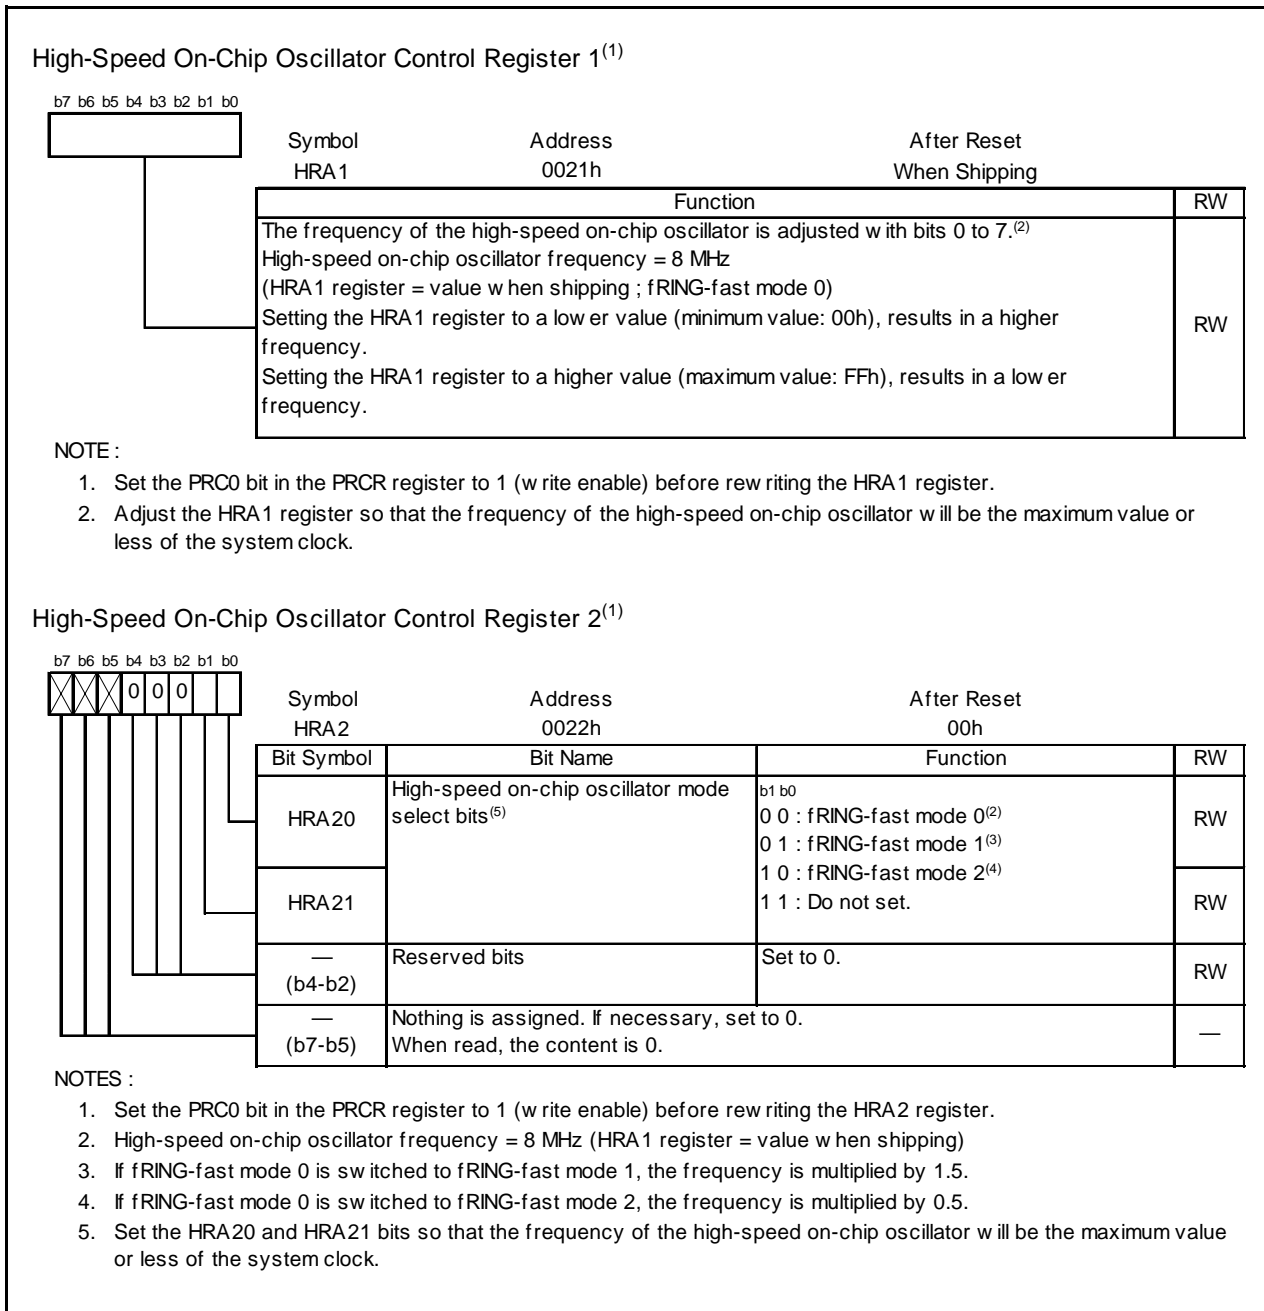 High-Speed On-Chip Oscillator Control Register 1(1)
b7 b6 b5 b4 b3 b2 b1 b0
Symbol Address After Reset
HRA1 0021h When Shipping
Function RW
The frequency of the high-speed on-chip oscillator is adjusted with bits 0 to 7.(2)
High-speed on-chip oscillator frequency = 8 MHz
(HRA1 register = value when shipping ; fRING-fast mode 0)
Setting the HRA1 register to a lower value (minimum value: 00h), results in a higher
frequency.
Setting the HRA1 register to a higher value (maximum value: FFh), results in a lower
frequency.
RW
NOTE :
1. Set the PRC0 bit in the PRCR register to 1 (write enable) before rewriting the HRA1 register.
2. Adjust the HRA1 register so that the frequency of the high-speed on-chip oscillator will be the maximum value or
less of the system clock.
High-Speed On-Chip Oscillator Control Register 2(1)
b7 b6 b5 b4 b3 b2 b1 b0
0 0 0
Symbol Address After Reset
HRA2 0022h 00h
Bit Symbol Bit Name Function RW
HRA20
High-speed on-chip oscillator mode
select bits(5)
b1 b0
0 0 : fRING-fast mode 0(2)
0 1 : fRING-fast mode 1(3)
1 0 : fRING-fast mode 2(4)
1 1 : Do not set.
RW
HRA21
RW
—
(b4-b2)
Reserved bits
Set to 0.
RW
—
(b7-b5)
Nothing is assigned. If necessary, set to 0.
When read, the content is 0.
—
NOTES :
1. Set the PRC0 bit in the PRCR register to 1 (write enable) before rewriting the HRA2 register.
2. High-speed on-chip oscillator frequency = 8 MHz (HRA1 register = value when shipping)
3. If fRING-fast mode 0 is switched to fRING-fast mode 1, the frequency is multiplied by 1.5.
4. If fRING-fast mode 0 is switched to fRING-fast mode 2, the frequency is multiplied by 0.5.
5. Set the HRA20 and HRA21 bits so that the frequency of the high-speed on-chip oscillator will be the maximum value
or less of the system clock.